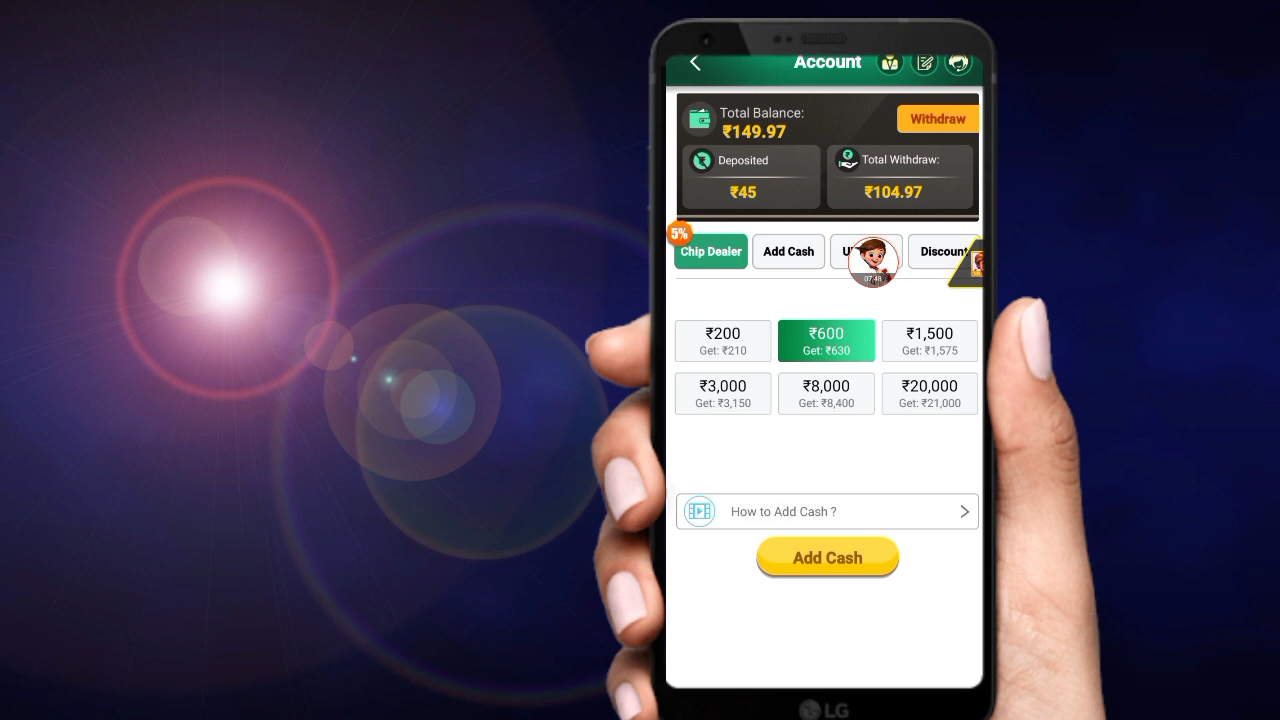 Account
Total Balance:
₹149.97
Withdraw
Deposited
Total Withdraw:
₹45
₹104.97
5%
Chip Dealer
Add Cash
Discount
07:48
₹200
₹600
₹1,500
Get: ₹210
Get: ₹630
Get: ₹1,575
₹3,000
₹8,000
₹20,000
Get: ₹3,150
Get: ₹8,400
Get: ₹21,000
How to Add Cash ?
Add Cash
LG